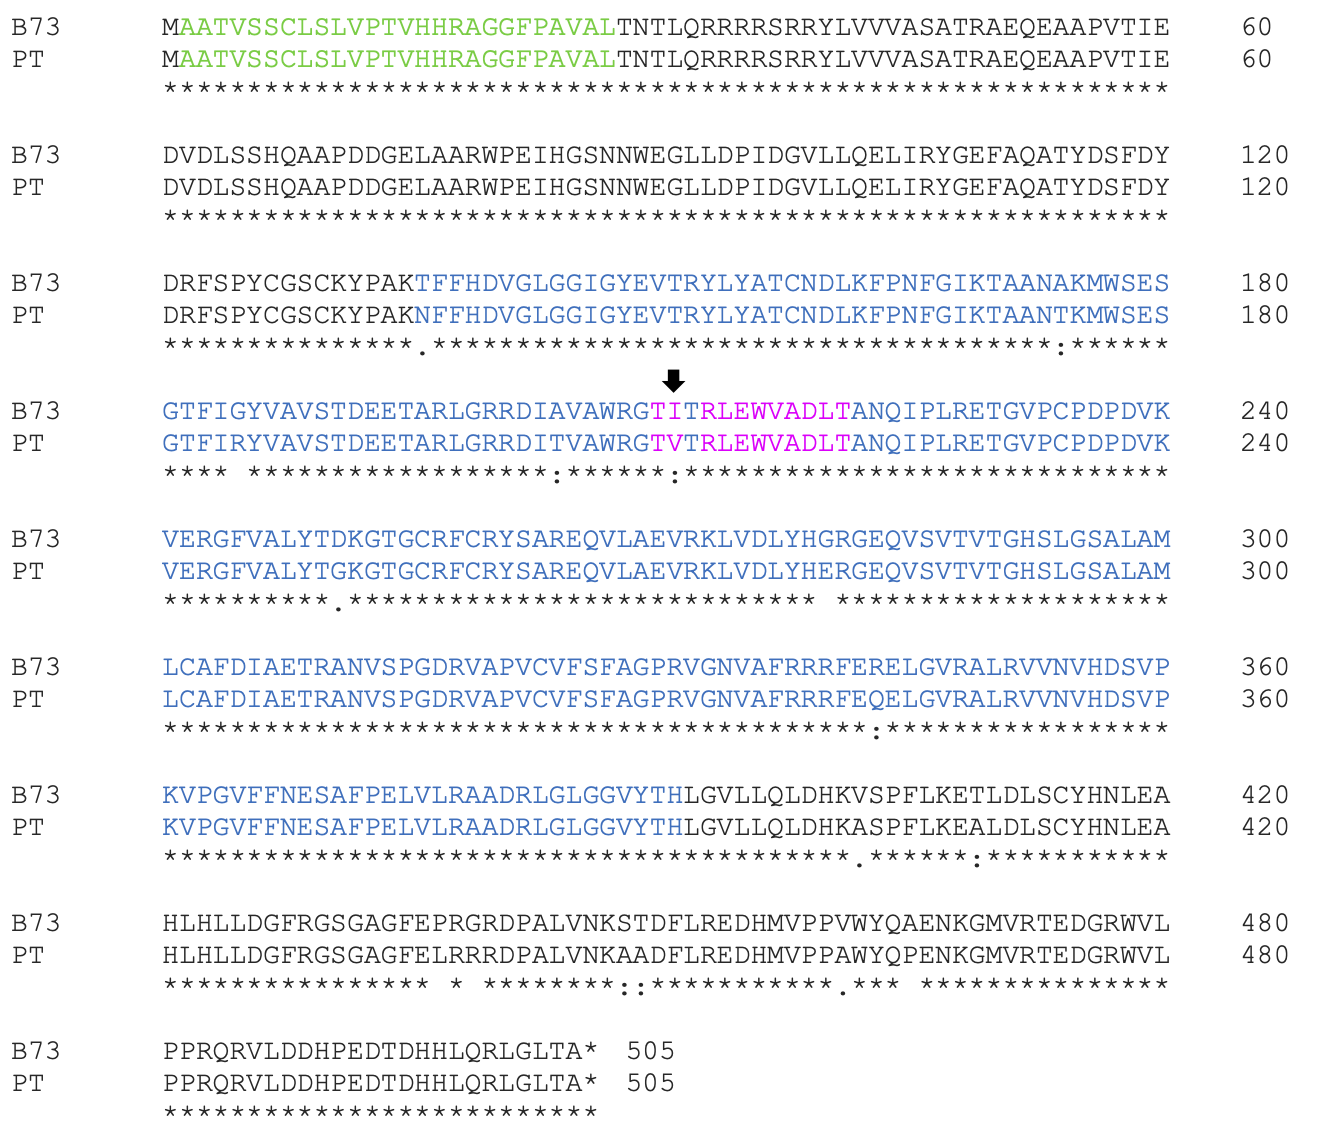 B73 MAATVSSCLSLVPTVHHRAGGFPAVALTNTLQRRRRSRRYLVVVASATRAEQEAAPVTIE 60
PT MAATVSSCLSLVPTVHHRAGGFPAVALTNTLQRRRRSRRYLVVVASATRAEQEAAPVTIE 60
************************************************************
B73 DVDLSSHQAAPDDGELAARWPEIHGSNNWEGLLDPIDGVLLQELIRYGEFAQATYDSFDY 120
PT DVDLSSHQAAPDDGELAARWPEIHGSNNWEGLLDPIDGVLLQELIRYGEFAQATYDSFDY 120
************************************************************
B73 DRFSPYCGSCKYPAKTFFHDVGLGGIGYEVTRYLYATCNDLKFPNFGIKTAANAKMWSES 180
PT DRFSPYCGSCKYPAKNFFHDVGLGGIGYEVTRYLYATCNDLKFPNFGIKTAANTKMWSES 180
***************.*************************************:******
B73 GTFIGYVAVSTDEETARLGRRDIAVAWRGTITRLEWVADLTANQIPLRETGVPCPDPDVK 240
PT GTFIRYVAVSTDEETARLGRRDITVAWRGTVTRLEWVADLTANQIPLRETGVPCPDPDVK 240
**** ******************:******:*****************************
B73 VERGFVALYTDKGTGCRFCRYSAREQVLAEVRKLVDLYHGRGEQVSVTVTGHSLGSALAM 300
PT VERGFVALYTGKGTGCRFCRYSAREQVLAEVRKLVDLYHERGEQVSVTVTGHSLGSALAM 300
**********.**************************** ********************
B73 LCAFDIAETRANVSPGDRVAPVCVFSFAGPRVGNVAFRRRFERELGVRALRVVNVHDSVP 360
PT LCAFDIAETRANVSPGDRVAPVCVFSFAGPRVGNVAFRRRFEQELGVRALRVVNVHDSVP 360
******************************************:*****************
B73 KVPGVFFNESAFPELVLRAADRLGLGGVYTHLGVLLQLDHKVSPFLKETLDLSCYHNLEA 420
PT KVPGVFFNESAFPELVLRAADRLGLGGVYTHLGVLLQLDHKASPFLKEALDLSCYHNLEA 420
*****************************************.******:***********
B73 HLHLLDGFRGSGAGFEPRGRDPALVNKSTDFLREDHMVPPVWYQAENKGMVRTEDGRWVL 480
PT HLHLLDGFRGSGAGFELRRRDPALVNKAADFLREDHMVPPAWYQPENKGMVRTEDGRWVL 480
**************** * ********::***********.*** ***************
B73 PPRQRVLDDHPEDTDHHLQRLGLTA* 505
PT PPRQRVLDDHPEDTDHHLQRLGLTA* 505
**************************